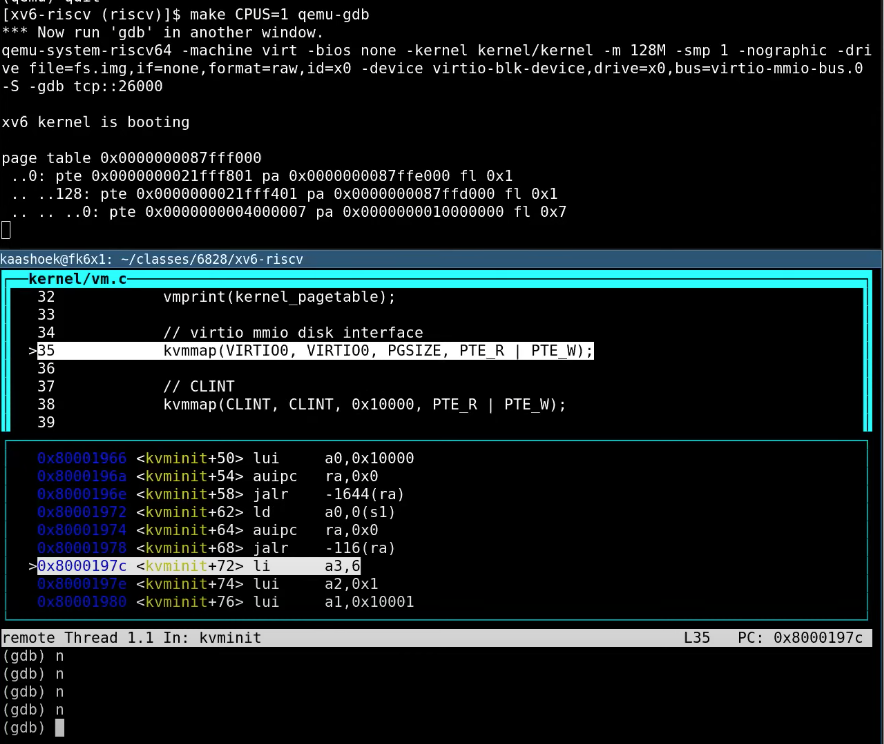 (qemu) quit
[xv6-riscv (riscv)]$ make CPUS=1 qemu-gdb
*** Now run 'gdb' in another window.
qemu-system-riscv64 -machine virt -bios none -kernel kernel/kernel -m 128M -smp 1 -nographic -dri
ve file=fs.img,if=none,format=raw,id=x0 -device virtio-blk-device,drive=x0,bus=virtio-mmio-bus.0
-S -gdb tcp::26000
xv6 kernel is booting
page table 0x0000000087fff000
..0: pte 0x0000000021fff801 pa 0x0000000087ffe000 fl 0x1
.. ..128: pte 0x0000000021fff401 pa 0x0000000087ffd000 fl 0x1
.. .. ..0: pte 0x0000000004000007 pa 0x0000000010000000 fl 0x7
kaashoek@fk6x1: ~/classes/6828/xv6-riscv
kernel/vm.c
32 vmprint(kernel_pagetable);
33
34 // virtio mmio disk interface
>35 kvmmap(VIRTIO0, VIRTIO0, PGSIZE, PTE_R | PTE_W);
36
37 // CLINT
38 kvmmap(CLINT, CLINT, 0x10000, PTE_R | PTE_W);
39
0x80001966 <kvminit+50> lui a0,0x10000
0x8000196a <kvminit+54> auipc ra,0x0
0x8000196e <kvminit+58> jalr -1644(ra)
0x80001972 <kvminit+62> ld a0,0(s1)
0x80001974 <kvminit+64> auipc ra,0x0
0x80001978 <kvminit+68> jalr -116(ra)
>0x8000197c <kvminit+72> li a3,6
0x8000197e <kvminit+74> lui a2,0x1
0x80001980 <kvminit+76> lui a1,0x10001
remote Thread 1.1 In: kvminit L35 PC: 0x8000197c
(gdb) n
(gdb) n
(gdb) n
(gdb) n
(gdb)